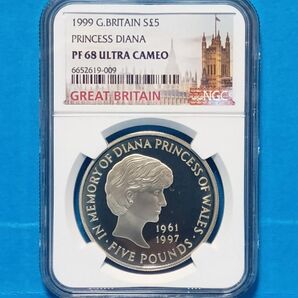 1999 G.BRITAIN S£5
PRINCESS DIANA
PF 68 ULTRA CAMEO
6652619-009
GREAT BRITAIN
NGC
IN MEMORY OF DIANA PRINCESS OF WALES
1961
1997
· FIVE POUNDS ·